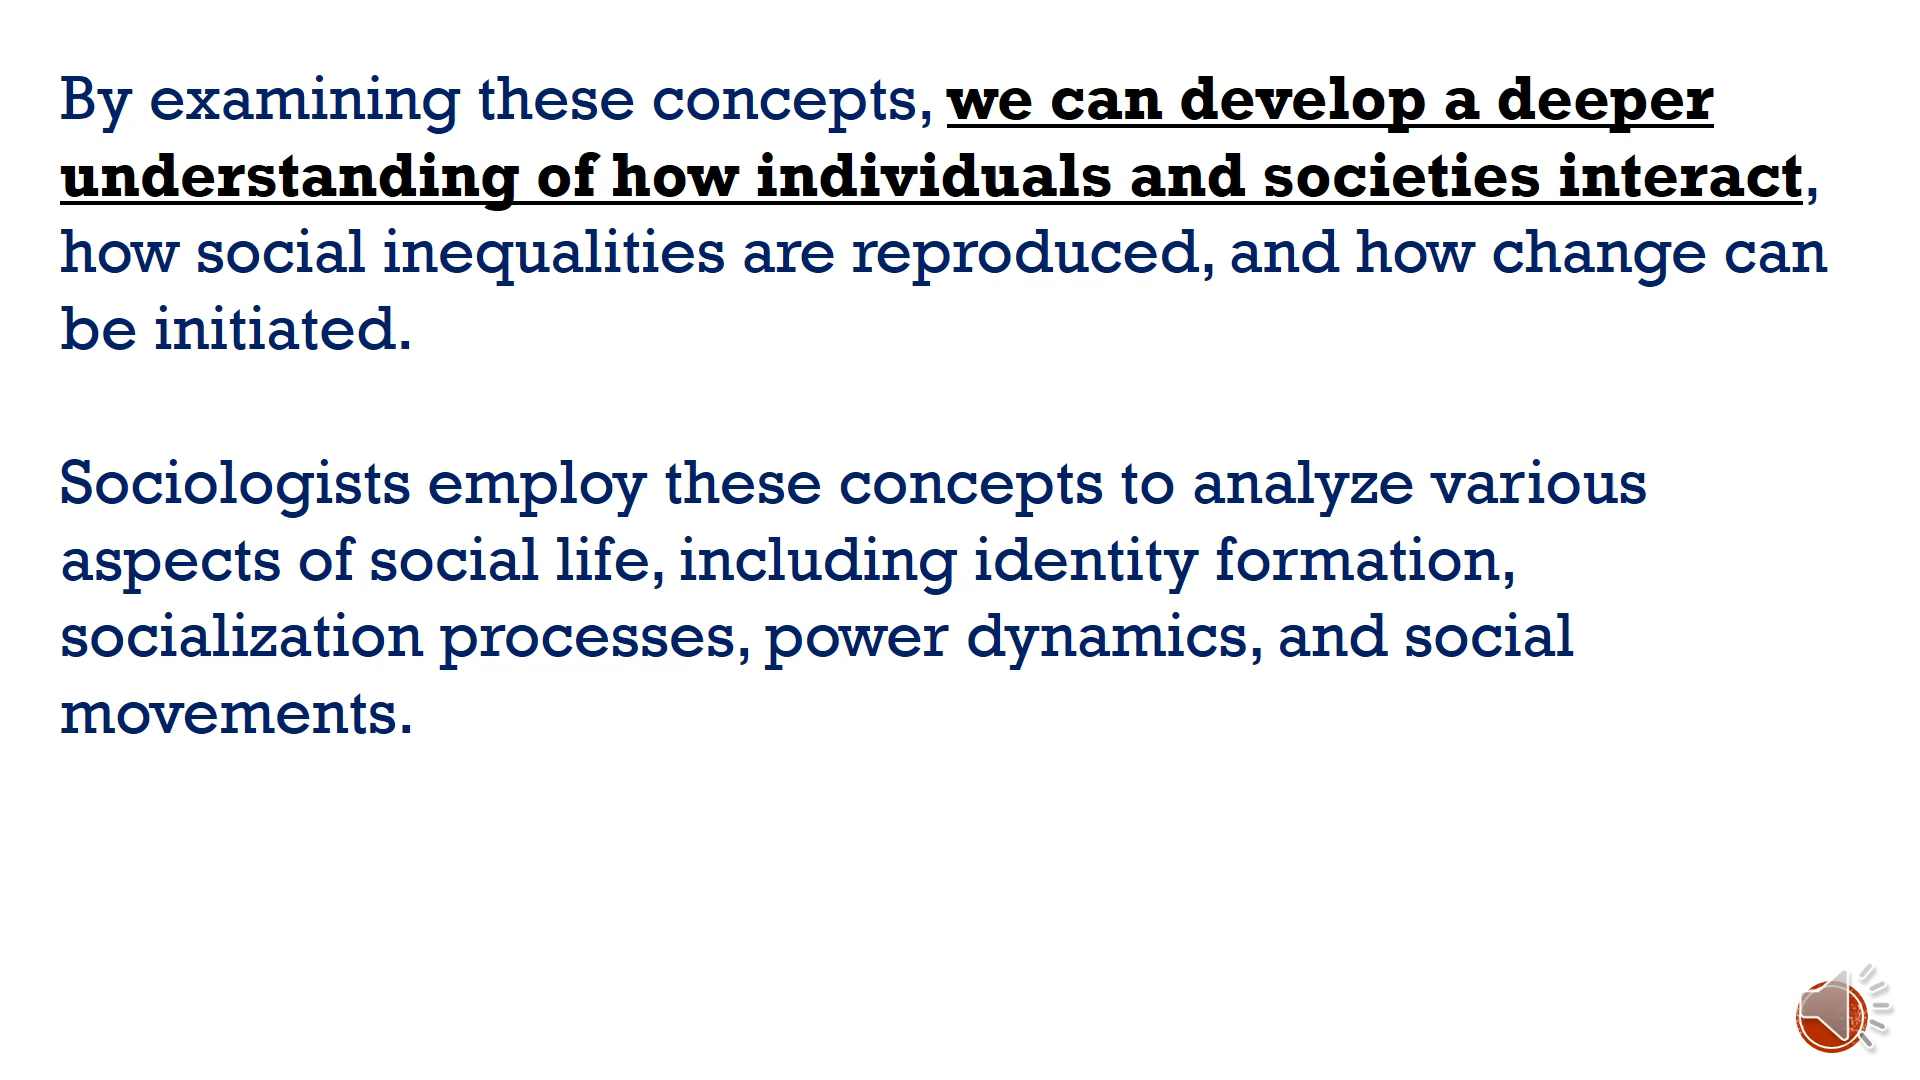 By examining these concepts, we can develop a deeper
understanding of how individuals and societies interact,
how social inequalities are reproduced, and how change can
be initiated.
Sociologists employ these concepts to analyze various
aspects of social life, including identity formation,
socialization processes, power dynamics, and social
movements.